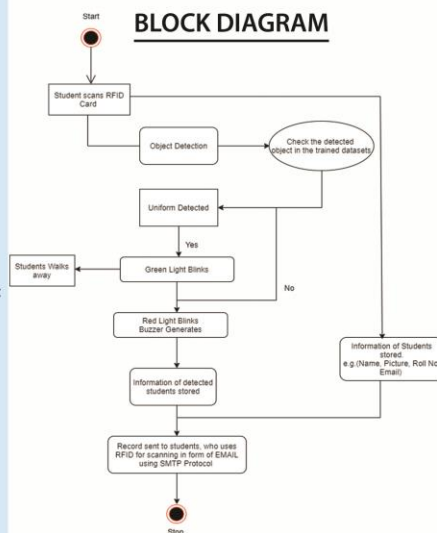 BLOCK DIAGRAM
Start
Student scans RFID
Card
Object Detection
Check the detected
object in the trained datasets
Uniform Detected
Yes
Students Walks
away
Green Light Blinks
No
Red Light Blinks
Buzzer Generates
Information of Students
stored.
e.g.(Name, Picture, Roll No
Email)
Information of detected
students stored
Record sent to students, who uses
RFID for scanning in form of EMAIL
using SMTP Protocol
Stop